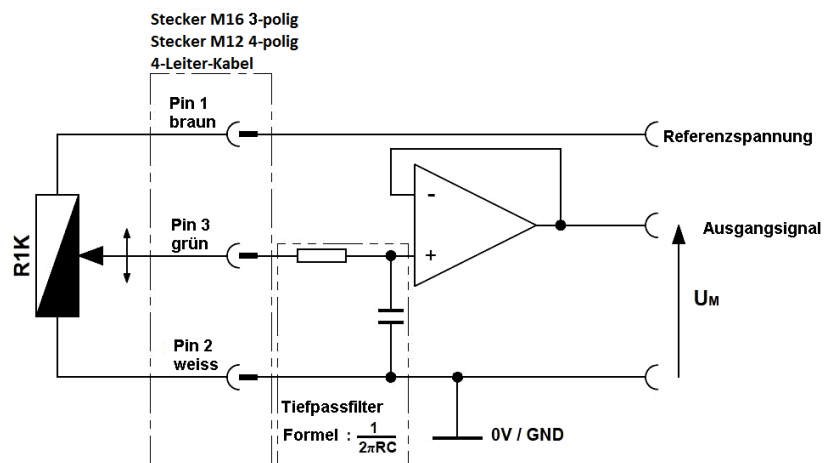 Stecker M16 3-polig
Stecker M12 4-polig
4-Leiter-Kabel
Pin 1
braun
Referenzspannung
R1K
Pin 3
grün
-
+
Ausgangsignal
UM
Pin 2
weiss
Tiefpassfilter
Formel : 1
2πRC
0V / GND